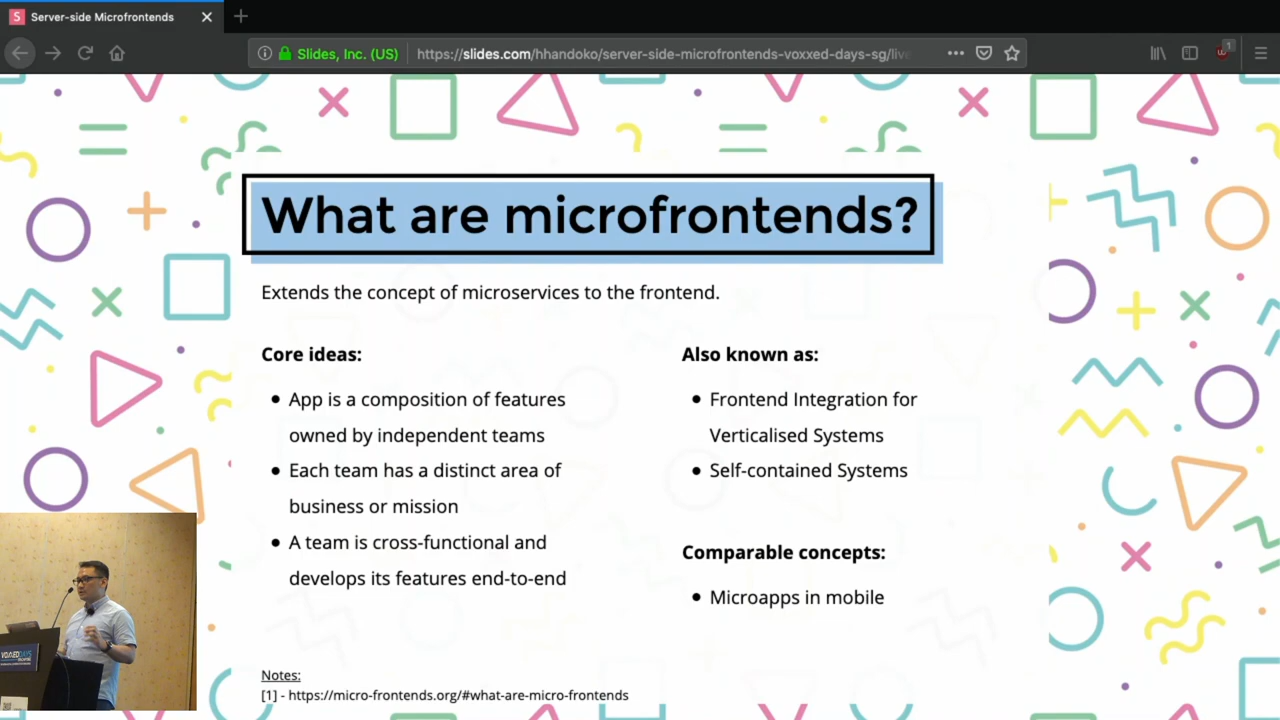 Server-side Microfrontends
Slides, Inc. (US)
https://slides.com/hhandoko/server-side-microfrontends-voxxed-days-sg/live
1
What are microfrontends?
Extends the concept of microservices to the frontend.
Core ideas:
App is a composition of features
owned by independent teams
Each team has a distinct area of
business or mission
A team is cross-functional and
develops its features end-to-end
Also known as:
Frontend Integration for
Verticalised Systems
Self-contained Systems
Comparable concepts:
Microapps in mobile
Notes:
[1] - https://micro-frontends.org/#what-are-micro-frontends
VOXXED DAYS